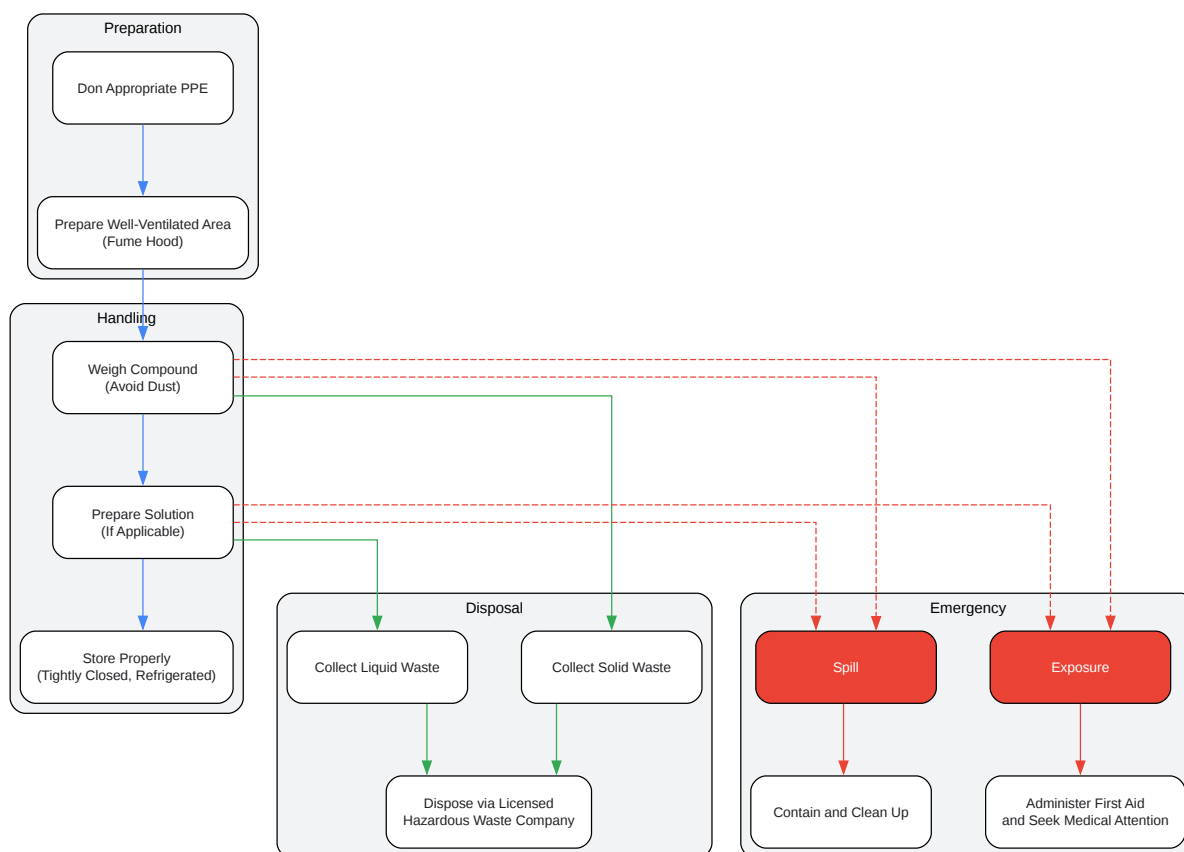 Preparation
Don Appropriate PPE
Prepare Well-Ventilated Area
(Fume Hood)
Handling
Weigh Compound
(Avoid Dust)
Prepare Solution
(If Applicable)
Store Properly
(Tightly Closed, Refrigerated)
Disposal
Collect Liquid Waste
Collect Solid Waste
Dispose via Licensed
Hazardous Waste Company
Emergency
Spill
Exposure
Contain and Clean Up
Administer First Aid
and Seek Medical Attention